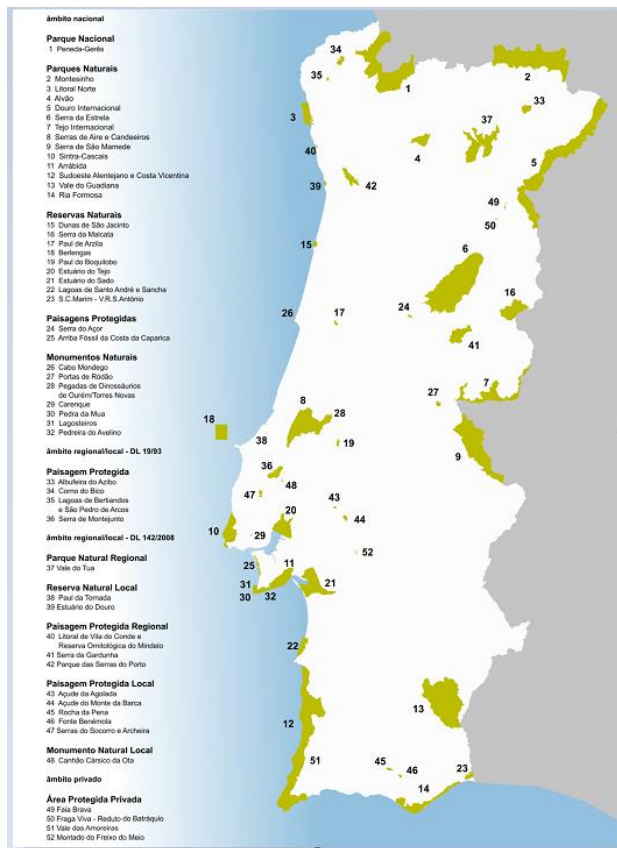 âmbito nacional
Parque Nacional
1 Peneda-Gerês
Parques Naturais
2 Montesinho
3 Litoral Norte
4 Alvão
5 Douro Internacional
6 Serra da Estrela
7 Tejo Internacional
8 Serras de Aire e Candeeiros
9 Serra de São Mamede
10 Sintra-Cascais
11 Arrábida
12 Sudoeste Alentejano e Costa Vicentina
13 Vale do Guadiana
14 Ria Formosa
Reservas Naturais
15 Dunas de São Jacinto
16 Serra da Malcata
17 Paul de Arzila
18 Berlengas
19 Paul do Boquilobo
20 Estuário do Tejo
21 Estuário do Sado
22 Lagoas de Santo André e Sancha
23 S.C.Marim - V.R.S.António
Paisagens Protegidas
24 Serra do Açor
25 Arriba Fóssil da Costa da Caparica
Monumentos Naturais
26 Cabo Mondego
27 Portas de Ródão
28 Pegadas de Dinossáurios
de Ourém/Torres Novas
29 Carenque
30 Pedra da Mua
31 Lagosteiros
32 Pedreira do Avelino
âmbito regional/local - DL 19/93
Paisagem Protegida
33 Albufeira do Azibo
34 Corno do Bico
35 Lagoas de Bertiandos
e São Pedro de Arcos
36 Serra de Montejunto
âmbito regional/local - DL 142/2008
Parque Natural Regional
37 Vale do Tua
Reserva Natural Local
38 Paul da Tornada
39 Estuário do Douro
Paisagem Protegida Regional
40 Litoral de Vila do Conde e
Reserva Ornitológica do Mindelo
41 Serra da Gardunha
42 Parque das Serras do Porto
Paisagem Protegida Local
43 Açude da Agolada
44 Açude do Monte da Barca
45 Rocha da Pena
46 Fonte Benémola
47 Serras do Socorro e Archeira
Monumento Natural Local
48 Canhão Cársico da Ota
âmbito privado
Área Protegida Privada
49 Faia Brava
50 Fraga Viva - Reduto do Batráquio
51 Vale das Amoreiras
52 Montado do Freixo do Meio
34
35
1
2
33
3
37
40
4
5
39
42
49
50
15
6
16
26
17
24
41
7
27
8
28
18
38
19
9
36
48
47
43
20
44
10
29
52
25
11
21
31
30
32
22
13
12
51
45
46
23
14